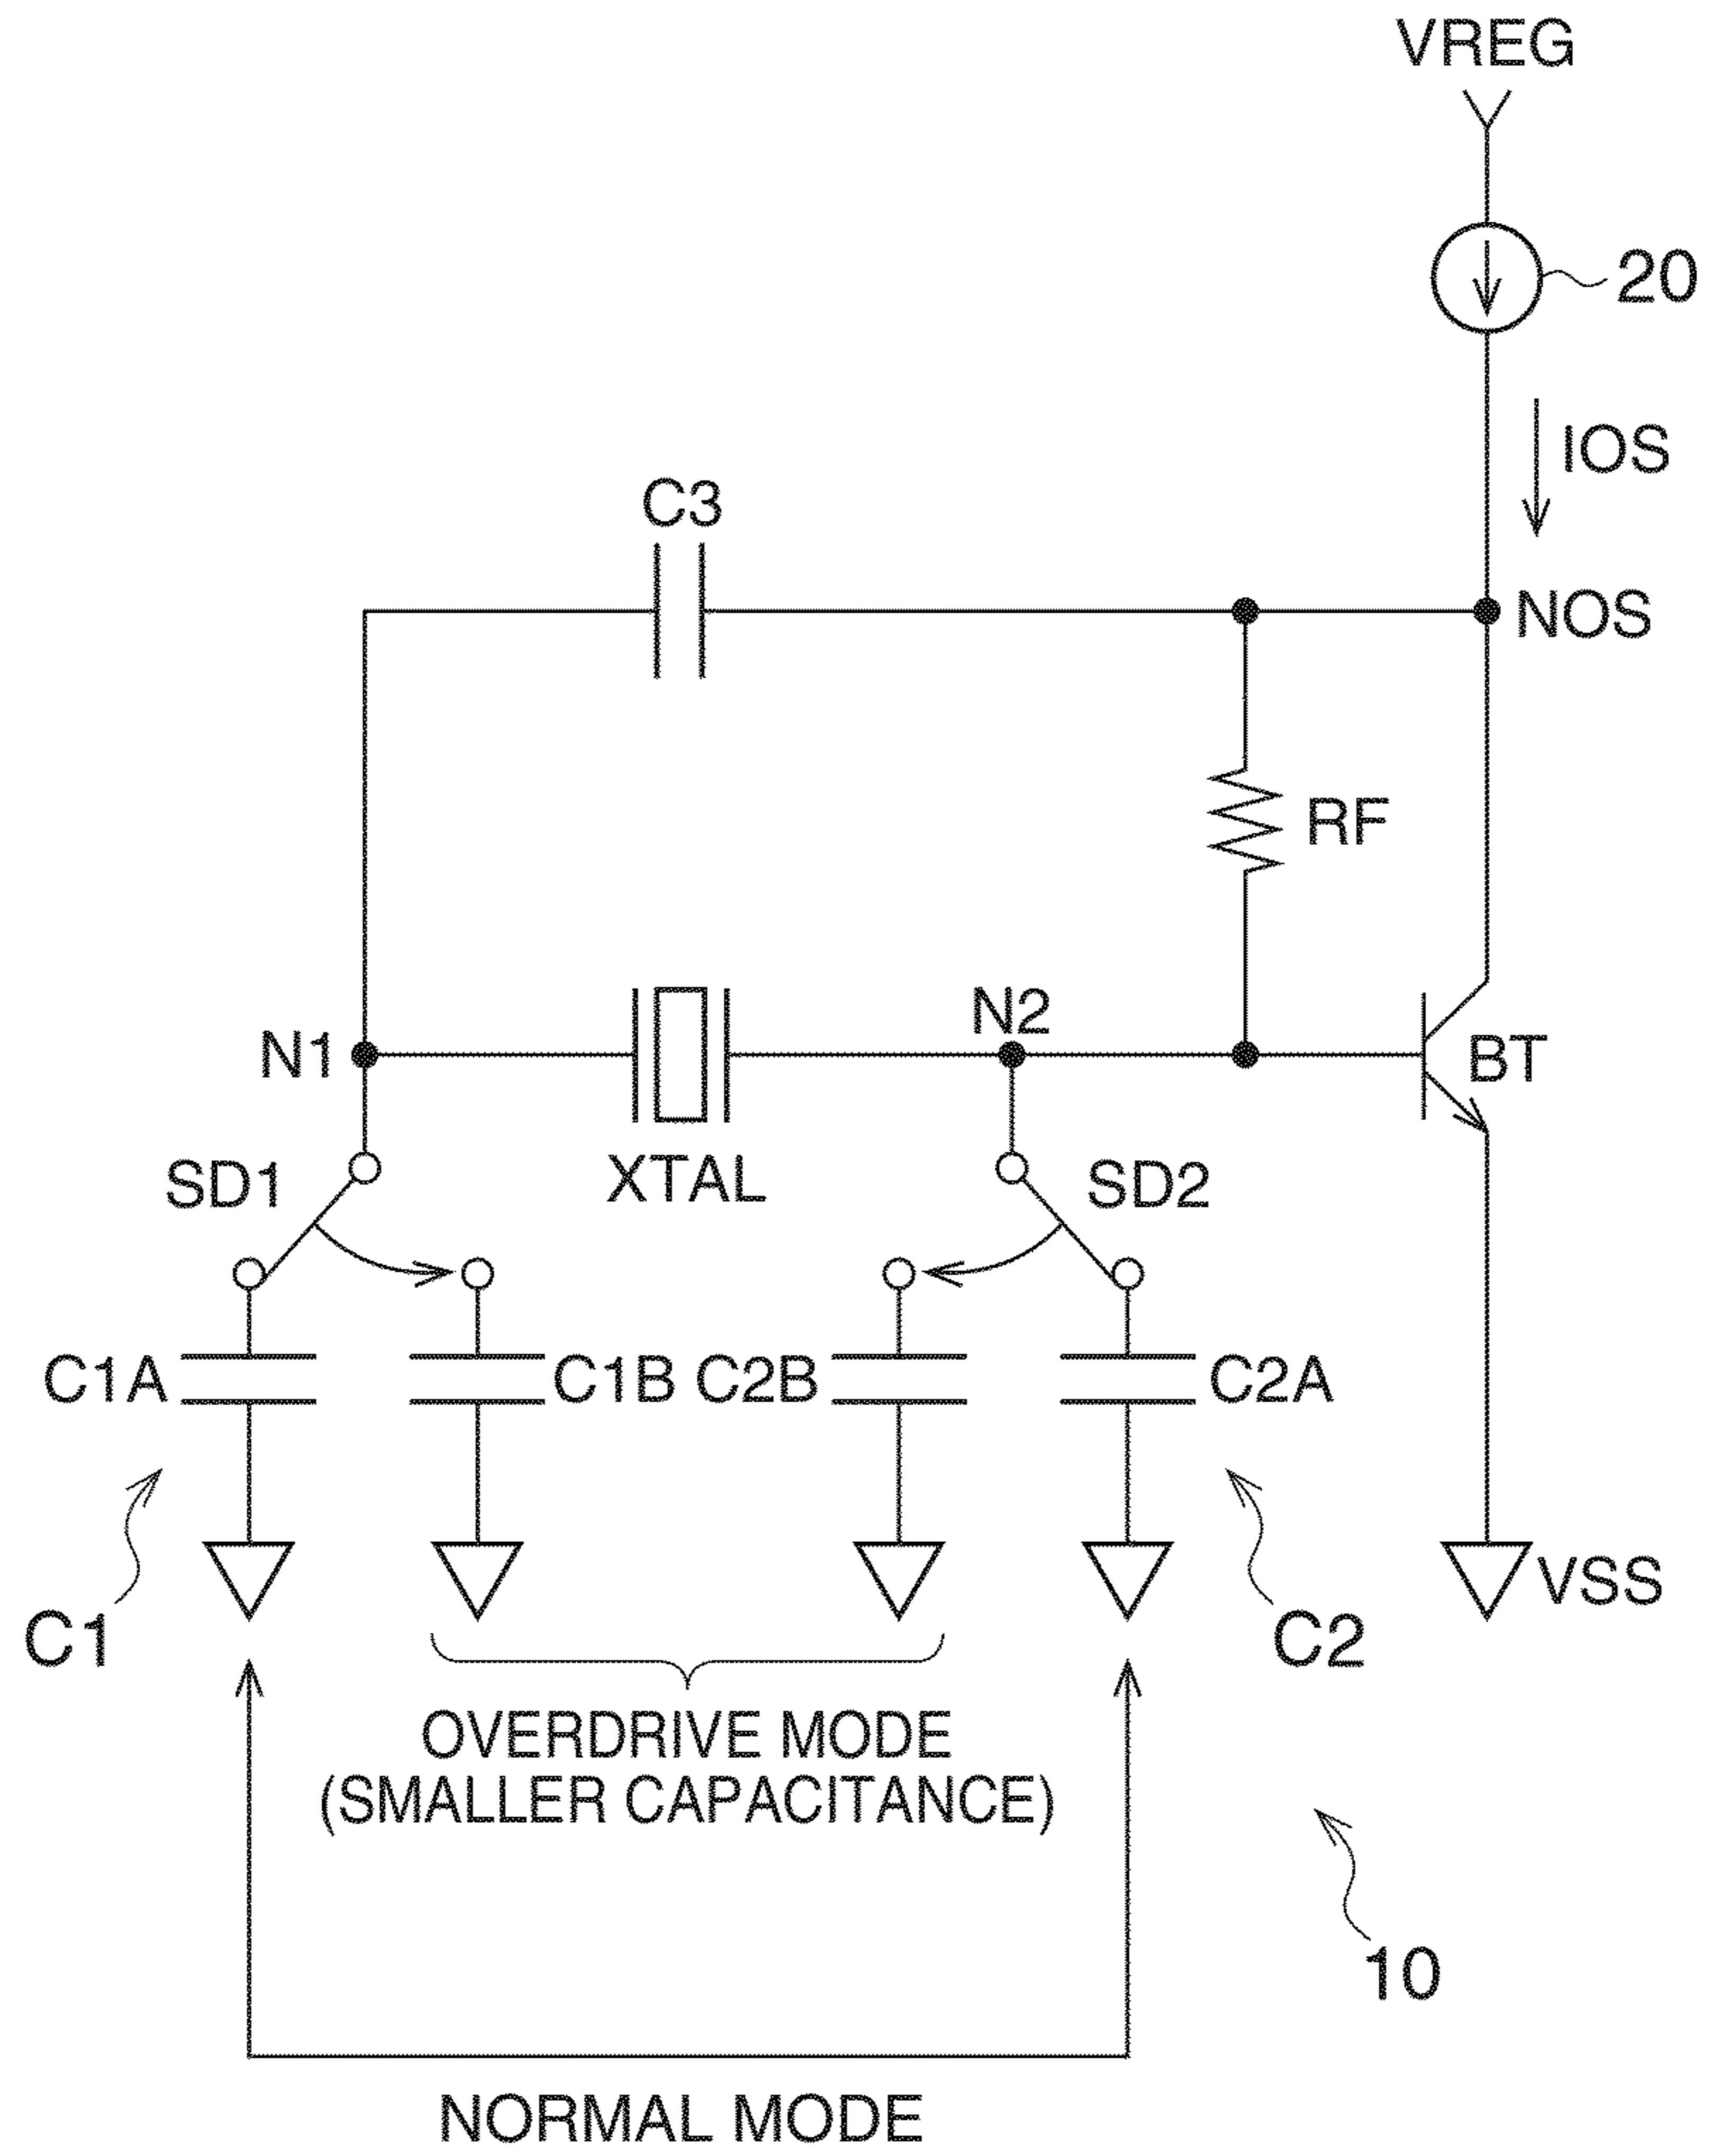 VREG
20
IOS
C3
NOS
RF
N1
N2
BT
SD1
XTAL
SD2
C1A
C1B
C2B
C2A
C1
C2
VSS
OVERDRIVE MODE
(SMALLER CAPACITANCE)
10
NORMAL MODE